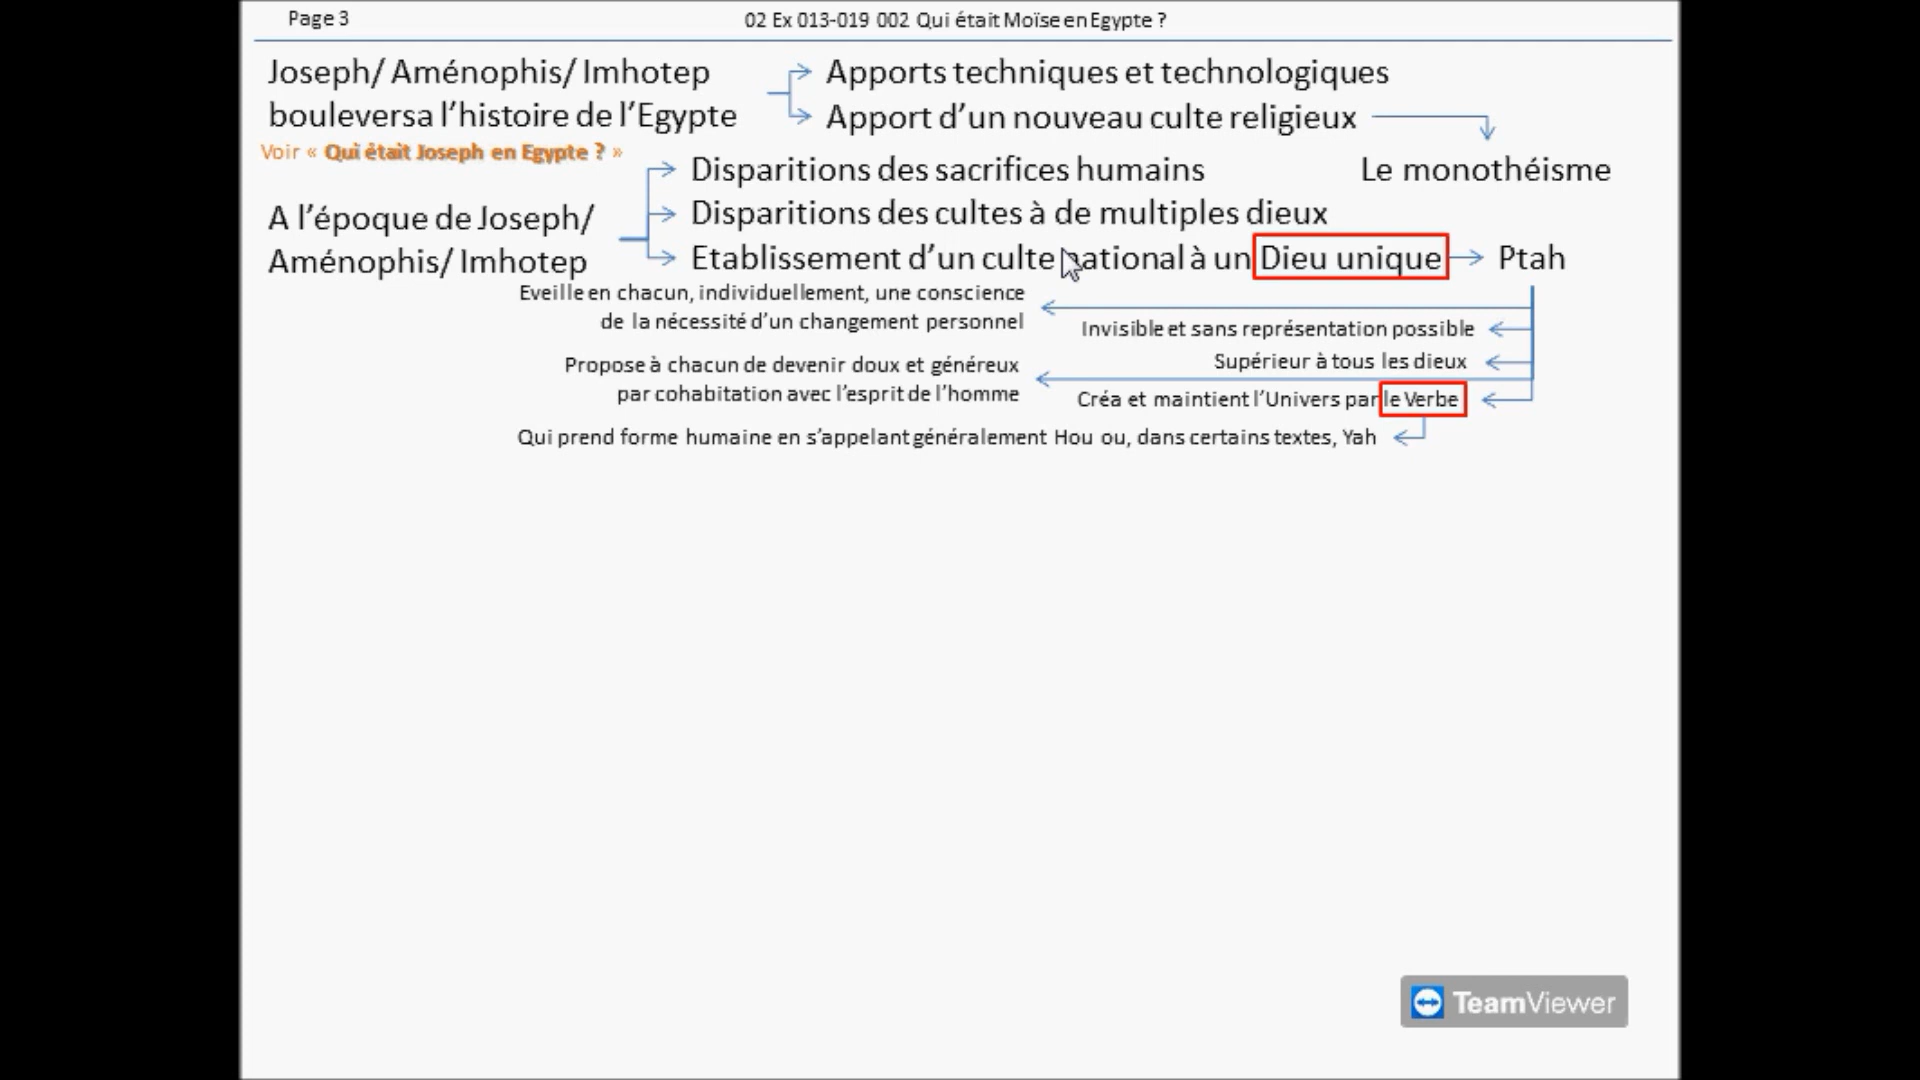 Page 3
02 Ex 013-019 002 Qui était Moïse en Egypte ?
Joseph/ Aménophis/ Imhotep
bouleversa l’histoire de l’Egypte
Apports techniques et technologiques
Apport d’un nouveau culte religieux
Voir « Qui était Joseph en Egypte ? »
Le monothéisme
A l’époque de Joseph/
Aménophis/ Imhotep
Disparitions des sacrifices humains
Disparitions des cultes à de multiples dieux
Etablissement d’un culte national à un Dieu unique
Ptah
Eveille en chacun, individuellement, une conscience
de la nécessité d’un changement personnel
Invisible et sans représentation possible
Supérieur à tous les dieux
Propose à chacun de devenir doux et généreux
par cohabitation avec l’esprit de l’homme
Créa et maintient l’Univers par le Verbe
Qui prend forme humaine en s’appelant généralement Hou ou, dans certains textes, Yah
TeamViewer